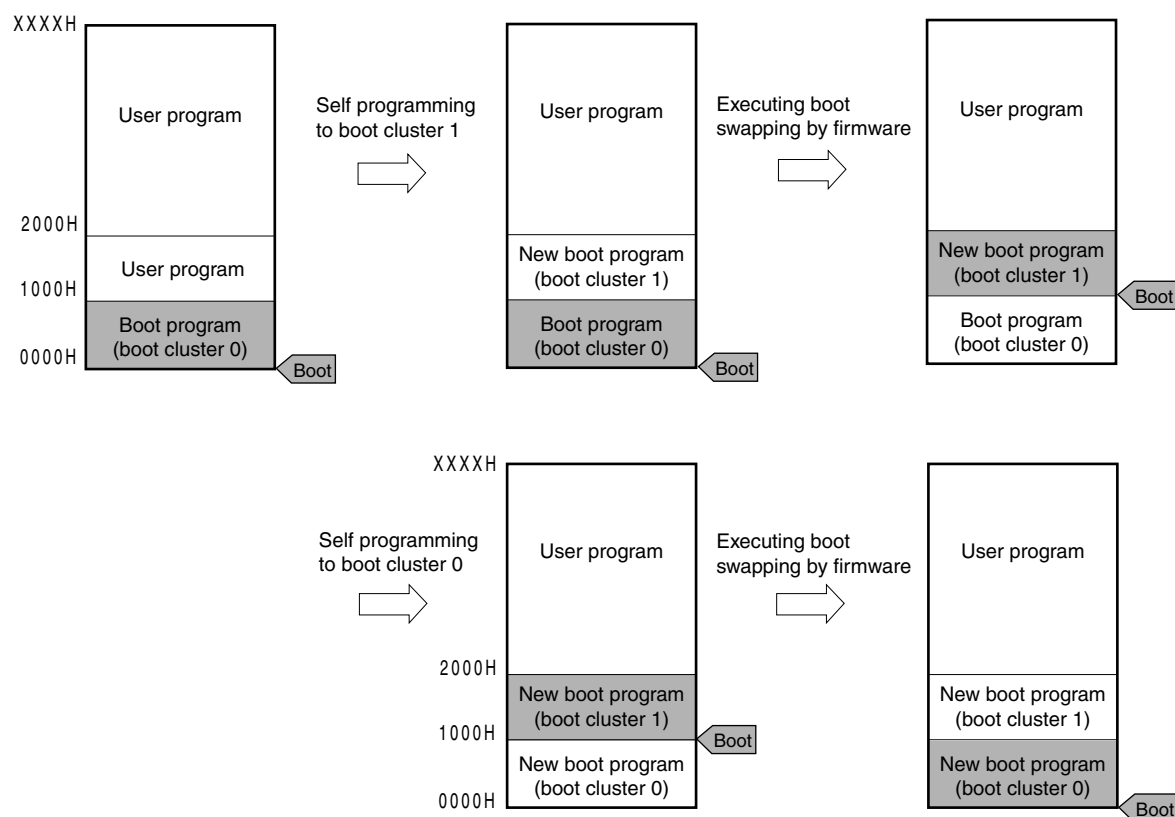 XXXXH
User program
2000H
User program
1000H
Boot program
(boot cluster 0)
0000H
Boot
Self programming
to boot cluster 1
User program
New boot program
(boot cluster 1)
Boot program
(boot cluster 0)
Boot
Executing boot
swapping by firmware
User program
New boot program
(boot cluster 1)
Boot
Boot program
(boot cluster 0)
Self programming
to boot cluster 0
XXXXH
User program
2000H
New boot program
(boot cluster 1)
1000H
Boot
New boot program
(boot cluster 0)
0000H
Executing boot
swapping by firmware
User program
New boot program
(boot cluster 1)
New boot program
(boot cluster 0)
Boot